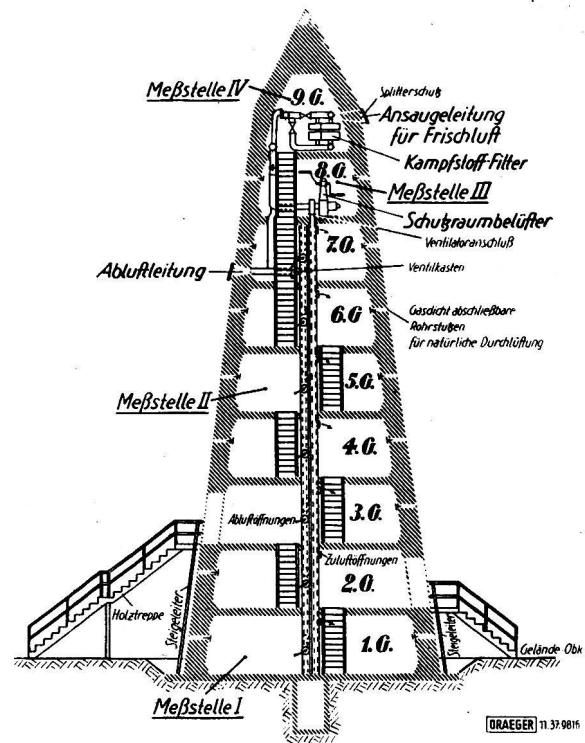 Meßstelle IV
9.G.
Splitterschutz
Ansaugeleitung
für Frischluft
Kampfstoff-Filter
8.G.
Meßstelle III
Schutzraumbelüfter
7.G.
Ventilatoranschluß
Abluftleitung
Ventilkasten
6.G
Gasdicht abschließbare
Rohrstutzen
für natürliche Durchlüftung
5.G.
Meßstelle II
4.G.
3.G.
Abluftöffnungen
Zuluftöffnungen
2.G.
Holztreppe
Steigeleiter
Steigeleiter
1.G.
Gelände-Obk
Meßstelle I
DRAEGER 11.37.981